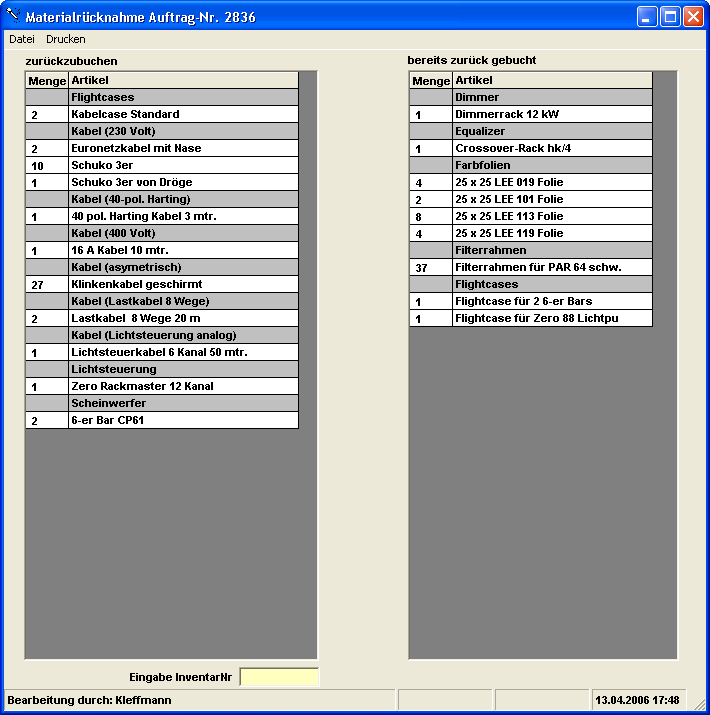 Materialrücknahme Auftrag-Nr. 2836
Datei Drucken
zurückzubuchen
Menge Artikel
Flightcases
2 Kabelcase Standard
Kabel (230 Volt)
2 Euronetzkabel mit Nase
10 Schuko 3er
1 Schuko 3er von Dröge
Kabel (40-pol. Harting)
1 40 pol. Harting Kabel 3 mtr.
Kabel (400 Volt)
1 16 A Kabel 10 mtr.
Kabel (asymetrisch)
27 Klinkenkabel geschirmt
Kabel (Lastkabel 8 Wege)
2 Lastkabel 8 Wege 20 m
Kabel (Lichtsteuerung analog)
1 Lichtsteuerkabel 6 Kanal 50 mtr.
Lichtsteuerung
1 Zero Rackmaster 12 Kanal
Scheinwerfer
2 6-er Bar CP61
bereits zurück gebucht
Menge Artikel
Dimmer
1 Dimmerrack 12 kW
Equalizer
1 Crossover-Rack hk/4
Farbfolien
4 25 x 25 LEE 019 Folie
2 25 x 25 LEE 101 Folie
8 25 x 25 LEE 113 Folie
4 25 x 25 LEE 119 Folie
Filterrahmen
37 Filterrahmen für PAR 64 schw.
Flightcases
1 Flightcase für 2 6-er Bars
1 Flightcase für Zero 88 Lichtpu
Eingabe InventarNr
Bearbeitung durch: Kleffmann
13.04.2006 17:48